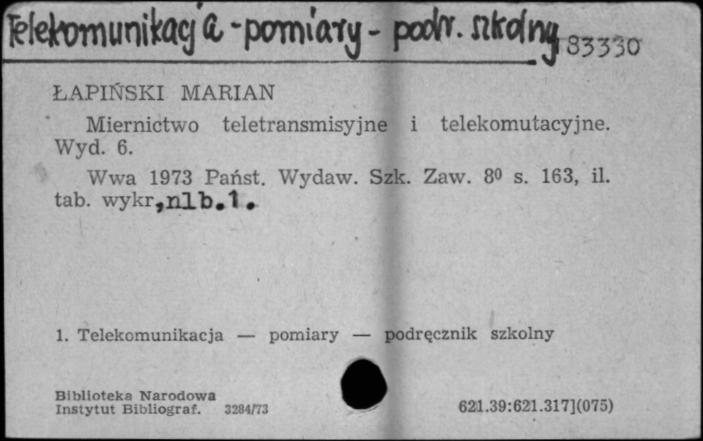 Telekomunikacja - pomiary - podr. szkolny 83330
ŁAPIŃSKI MARIAN
Miernictwo teletransmisyjne i telekomutacyjne.
Wyd. 6.
Wwa 1973 Państ. Wydaw. Szk. Zaw. 8⁰ s. 163, il.
tab. wykr,nlb.1.
1. Telekomunikacja — pomiary — podręcznik szkolny
Biblioteka Narodowa
Instytut Bibliograf. 3284/73 621.39:621.317](075)